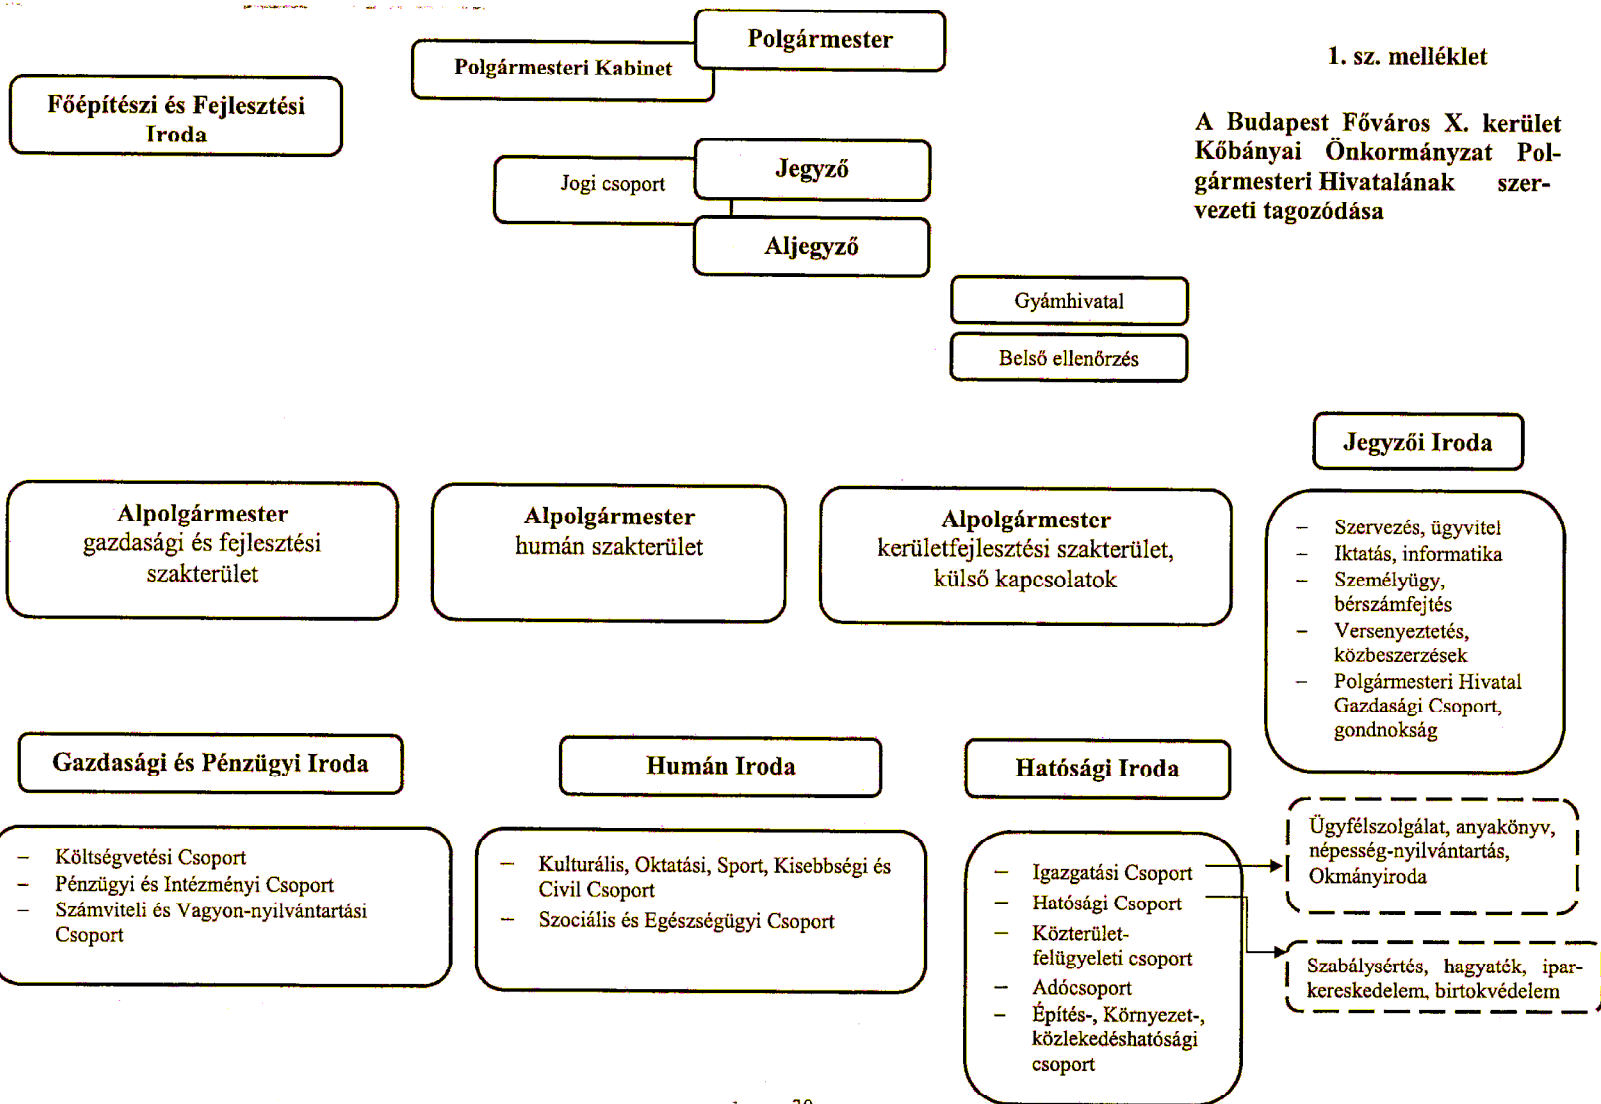 Polgármester
Polgármesteri Kabinet
1. sz. melléklet
Főépítészi és Fejlesztési
Iroda
A Budapest Főváros X. kerület
Kőbányai Önkormányzat Pol-
gármesteri Hivatalának szer-
vezeti tagozódása
Jegyző
Jogi csoport
Aljegyző
Gyámhivatal
Belső ellenőrzés
Jegyzői Iroda
Alpolgármester
gazdasági és fejlesztési
szakterület
Alpolgármester
humán szakterület
Alpolgármester
kerületfejlesztési szakterület,
külső kapcsolatok
– Szervezés, ügyvitel
– Iktatás, informatika
– Személyügy,
bérszámfejtés
– Versenyeztetés,
közbeszerzések
– Polgármesteri Hivatal
Gazdasági Csoport,
gondnokság
Gazdasági és Pénzügyi Iroda
Humán Iroda
Hatósági Iroda
– Költségvetési Csoport
– Pénzügyi és Intézményi Csoport
– Számviteli és Vagyon-nyilvántartási
Csoport
– Kulturális, Oktatási, Sport, Kisebbségi és
Civil Csoport
– Szociális és Egészségügyi Csoport
– Igazgatási Csoport
– Hatósági Csoport
– Közterület-
felügyeleti csoport
– Adócsoport
– Építés-, Környezet-,
közlekedéshatósági
csoport
Ügyfélszolgálat, anyakönyv,
népesség-nyilvántartás,
Okmányiroda
Szabálysértés, hagyaték, ipar-
kereskedelem, birtokvédelem